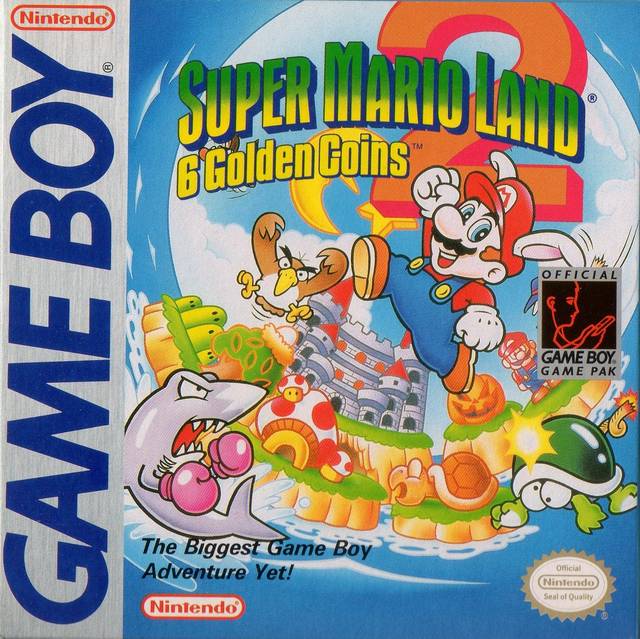 Nintendo®
GAME BOY®
2
SUPER MARIO LAND®
6 Golden Coins™
M
OFFICIAL
GAME BOY
GAME PAK
The Biggest Game Boy
Adventure Yet!
Nintendo®
Official
Nintendo
Seal of Quality
®